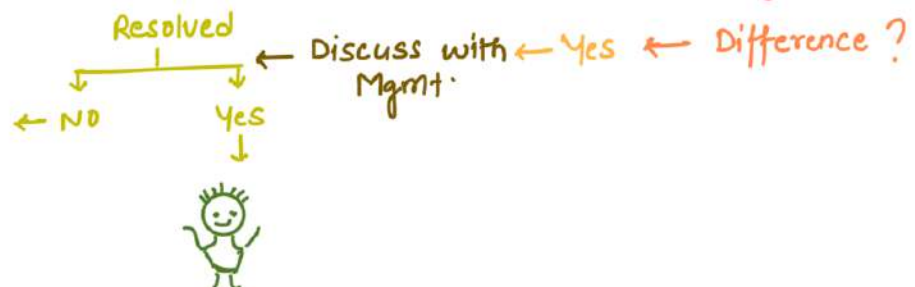 Resolved
← Discuss with ← Yes ← Difference ?
Mgmt.
← NO Yes